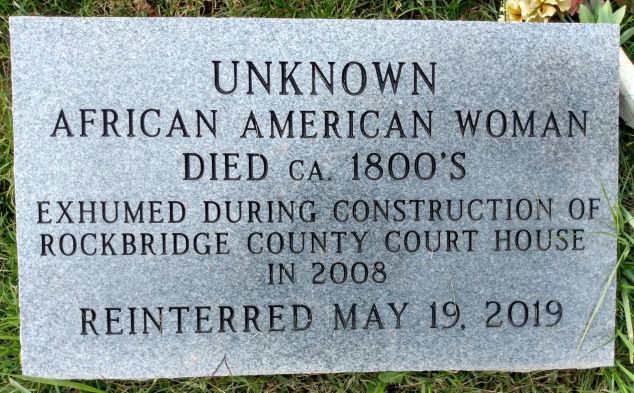 UNKNOWN
AFRICAN AMERICAN WOMAN
DIED CA. 1800'S
EXHUMED DURING CONSTRUCTION OF
ROCKBRIDGE COUNTY COURT HOUSE
IN 2008
REINTERRED MAY 19, 2019